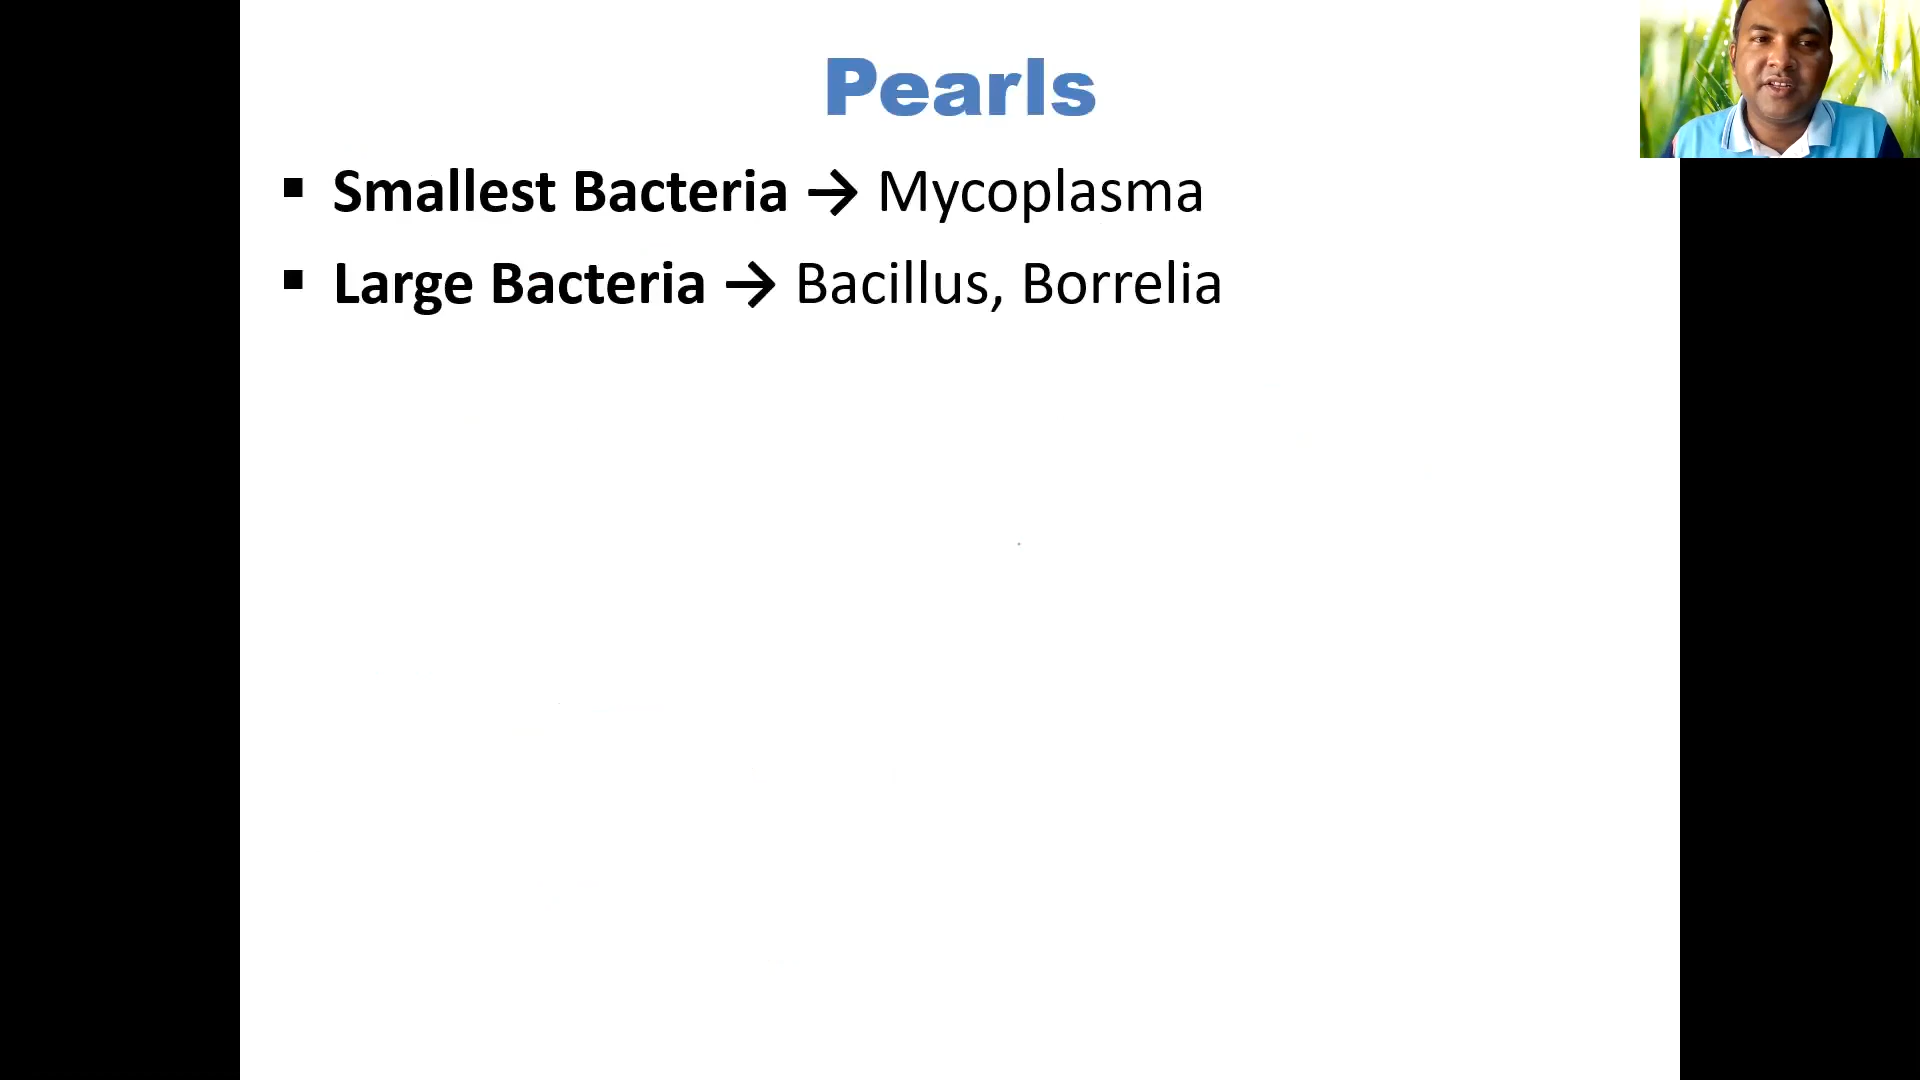 Pearls
▪ Smallest Bacteria → Mycoplasma
▪ Large Bacteria → Bacillus, Borrelia